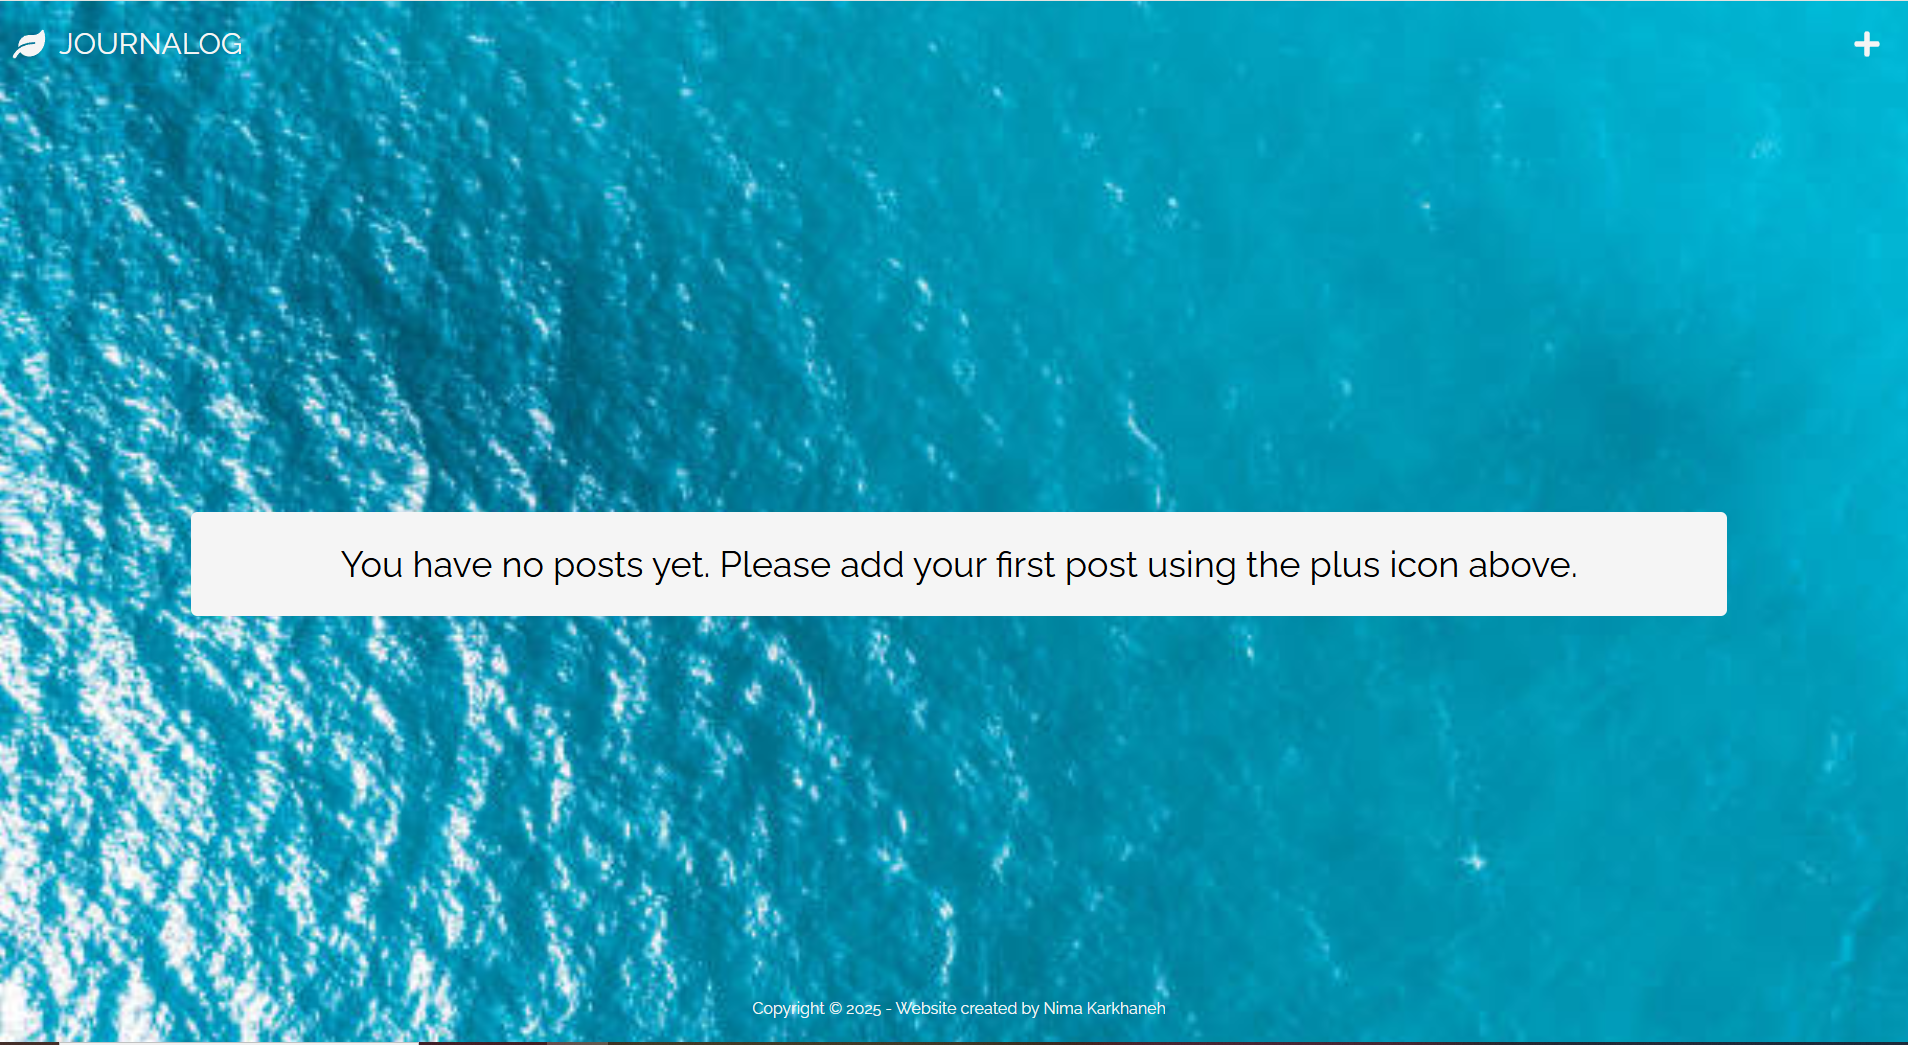 JOURNALOG
You have no posts yet. Please add your first post using the plus icon above.
Copyright © 2025 - Website created by Nima Karkhaneh